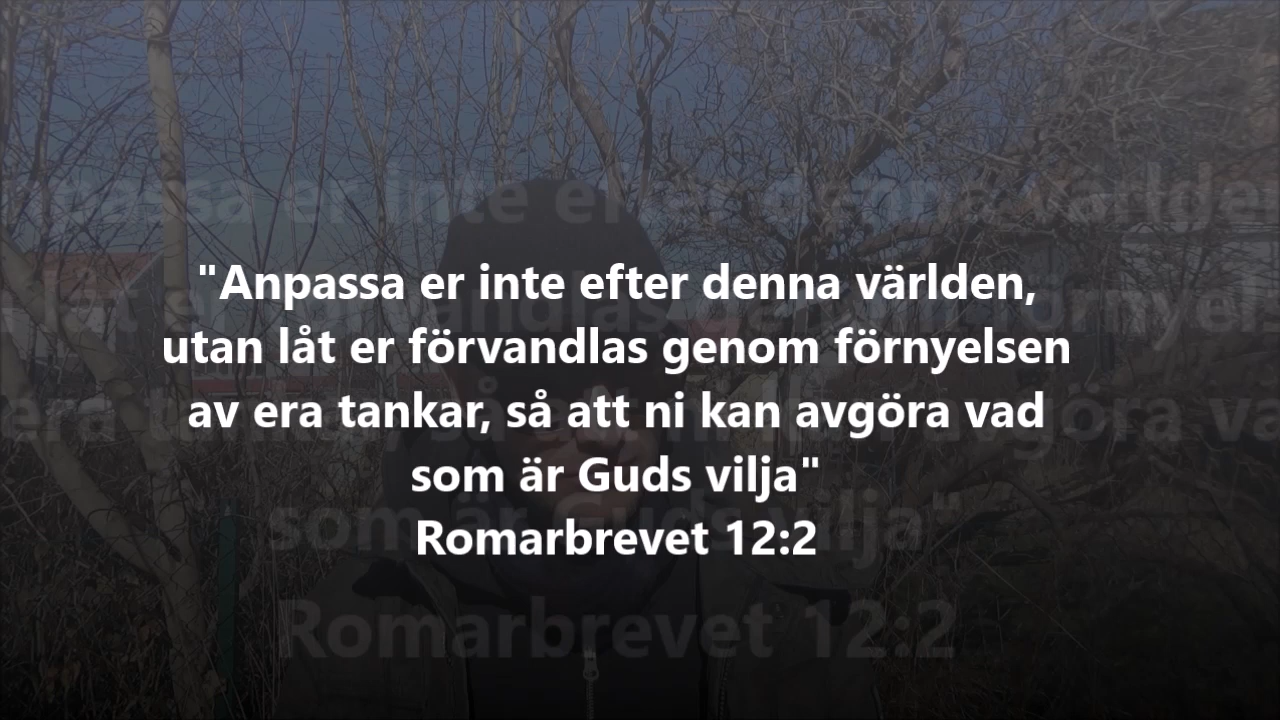 "Anpassa er inte efter denna världen,
utan låt er förvandlas genom förnyelsen
av era tankar, så att ni kan avgöra vad
som är Guds vilja"
Romarbrevet 12:2